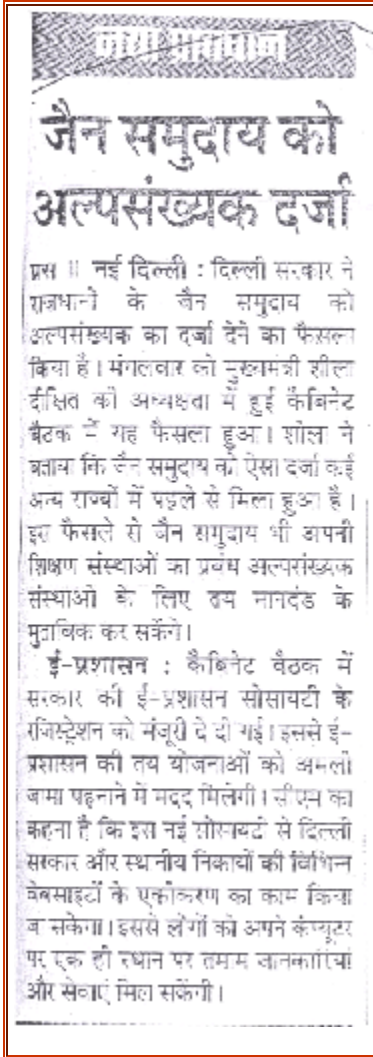 नया प्रावधान
जैन समुदाय को
अल्पसंख्यक दर्जा
प्रस ॥ नई दिल्ली : दिल्ली सरकार ने
राजधानी के जैन समुदाय को
अल्पसंख्यक का दर्जा देने का फैसला
किया है। मंगलवार को मुख्यमंत्री शीला
दीक्षित की अध्यक्षता में हुई कैबिनेट
बैठक में यह फैसला हुआ। शीला ने
बताया कि जैन समुदाय को ऐसा दर्जा कई
अन्य राज्यों में पहले से मिला हुआ है।
इस फैसले से जैन समुदाय भी अपनी
शिक्षण संस्थाओं का प्रबंध अल्पसंख्यक
संस्थाओं के लिए तय मानदंड के
मुताबिक कर सकेंगे।
ई-प्रशासन : कैबिनेट बैठक में
सरकार की ई-प्रशासन सोसायटी के
रजिस्ट्रेशन को मंजूरी दे दी गई। इससे ई-
प्रशासन की तय योजनाओं को अमली
जामा पहनाने में मदद मिलेगी। सीएम का
कहना है कि इस नई सोसायटी से दिल्ली
सरकार और स्थानीय निकायों की विभिन्न
वेबसाइटों के एकीकरण का काम किया
जा सकेगा। इससे लोगों को अपने कंप्यूटर
पर एक ही स्थान पर तमाम जानकारियां
और सेवाएं मिल सकेंगी।